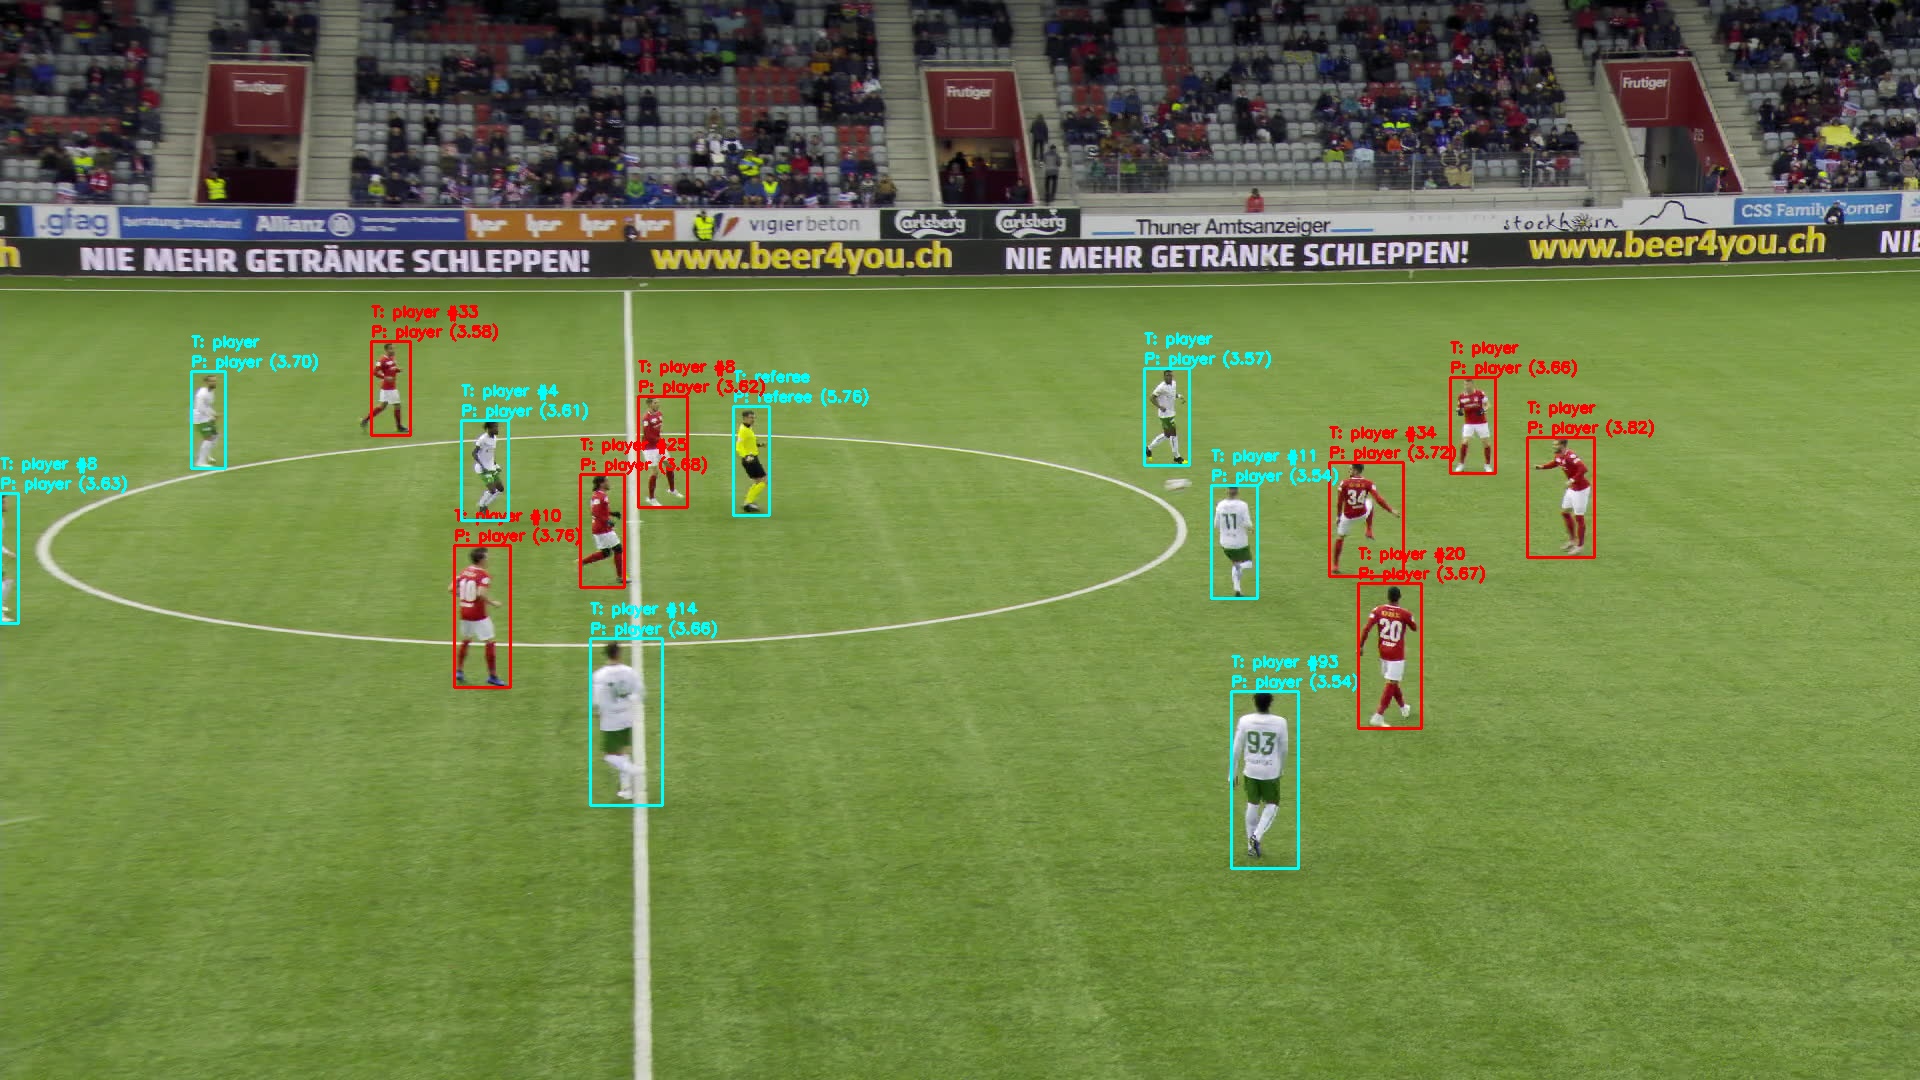 Frutiger
Frutiger
Frutiger
.gfag
beratung.treuhand
Allianz
vigierbeton
Carlsberg
Carlsberg
Thuner Amtsanzeiger
stockhorn
CSS Family Corner
h
NIE MEHR GETRÄNKE SCHLEPPEN!
www.beer4you.ch
NIE MEHR GETRÄNKE SCHLEPPEN!
www.beer4you.ch
NIE
T: player #33
P: player (3.58)
T: player
P: player (3.70)
T: player
P: player (3.57)
T: player
P: player (3.66)
T: player #8
P: player (3.62)
T: referee
P: referee (5.76)
T: player #4
P: player (3.61)
T: player
P: player (3.82)
T: player #34
P: player (3.72)
T: player #25
P: player (3.68)
T: player #11
P: player (3.54)
T: player #8
P: player (3.63)
T: player #10
P: player (3.76)
T: player #20
P: player (3.67)
T: player #14
P: player (3.66)
T: player #93
P: player (3.54)
34
11
10
20
93